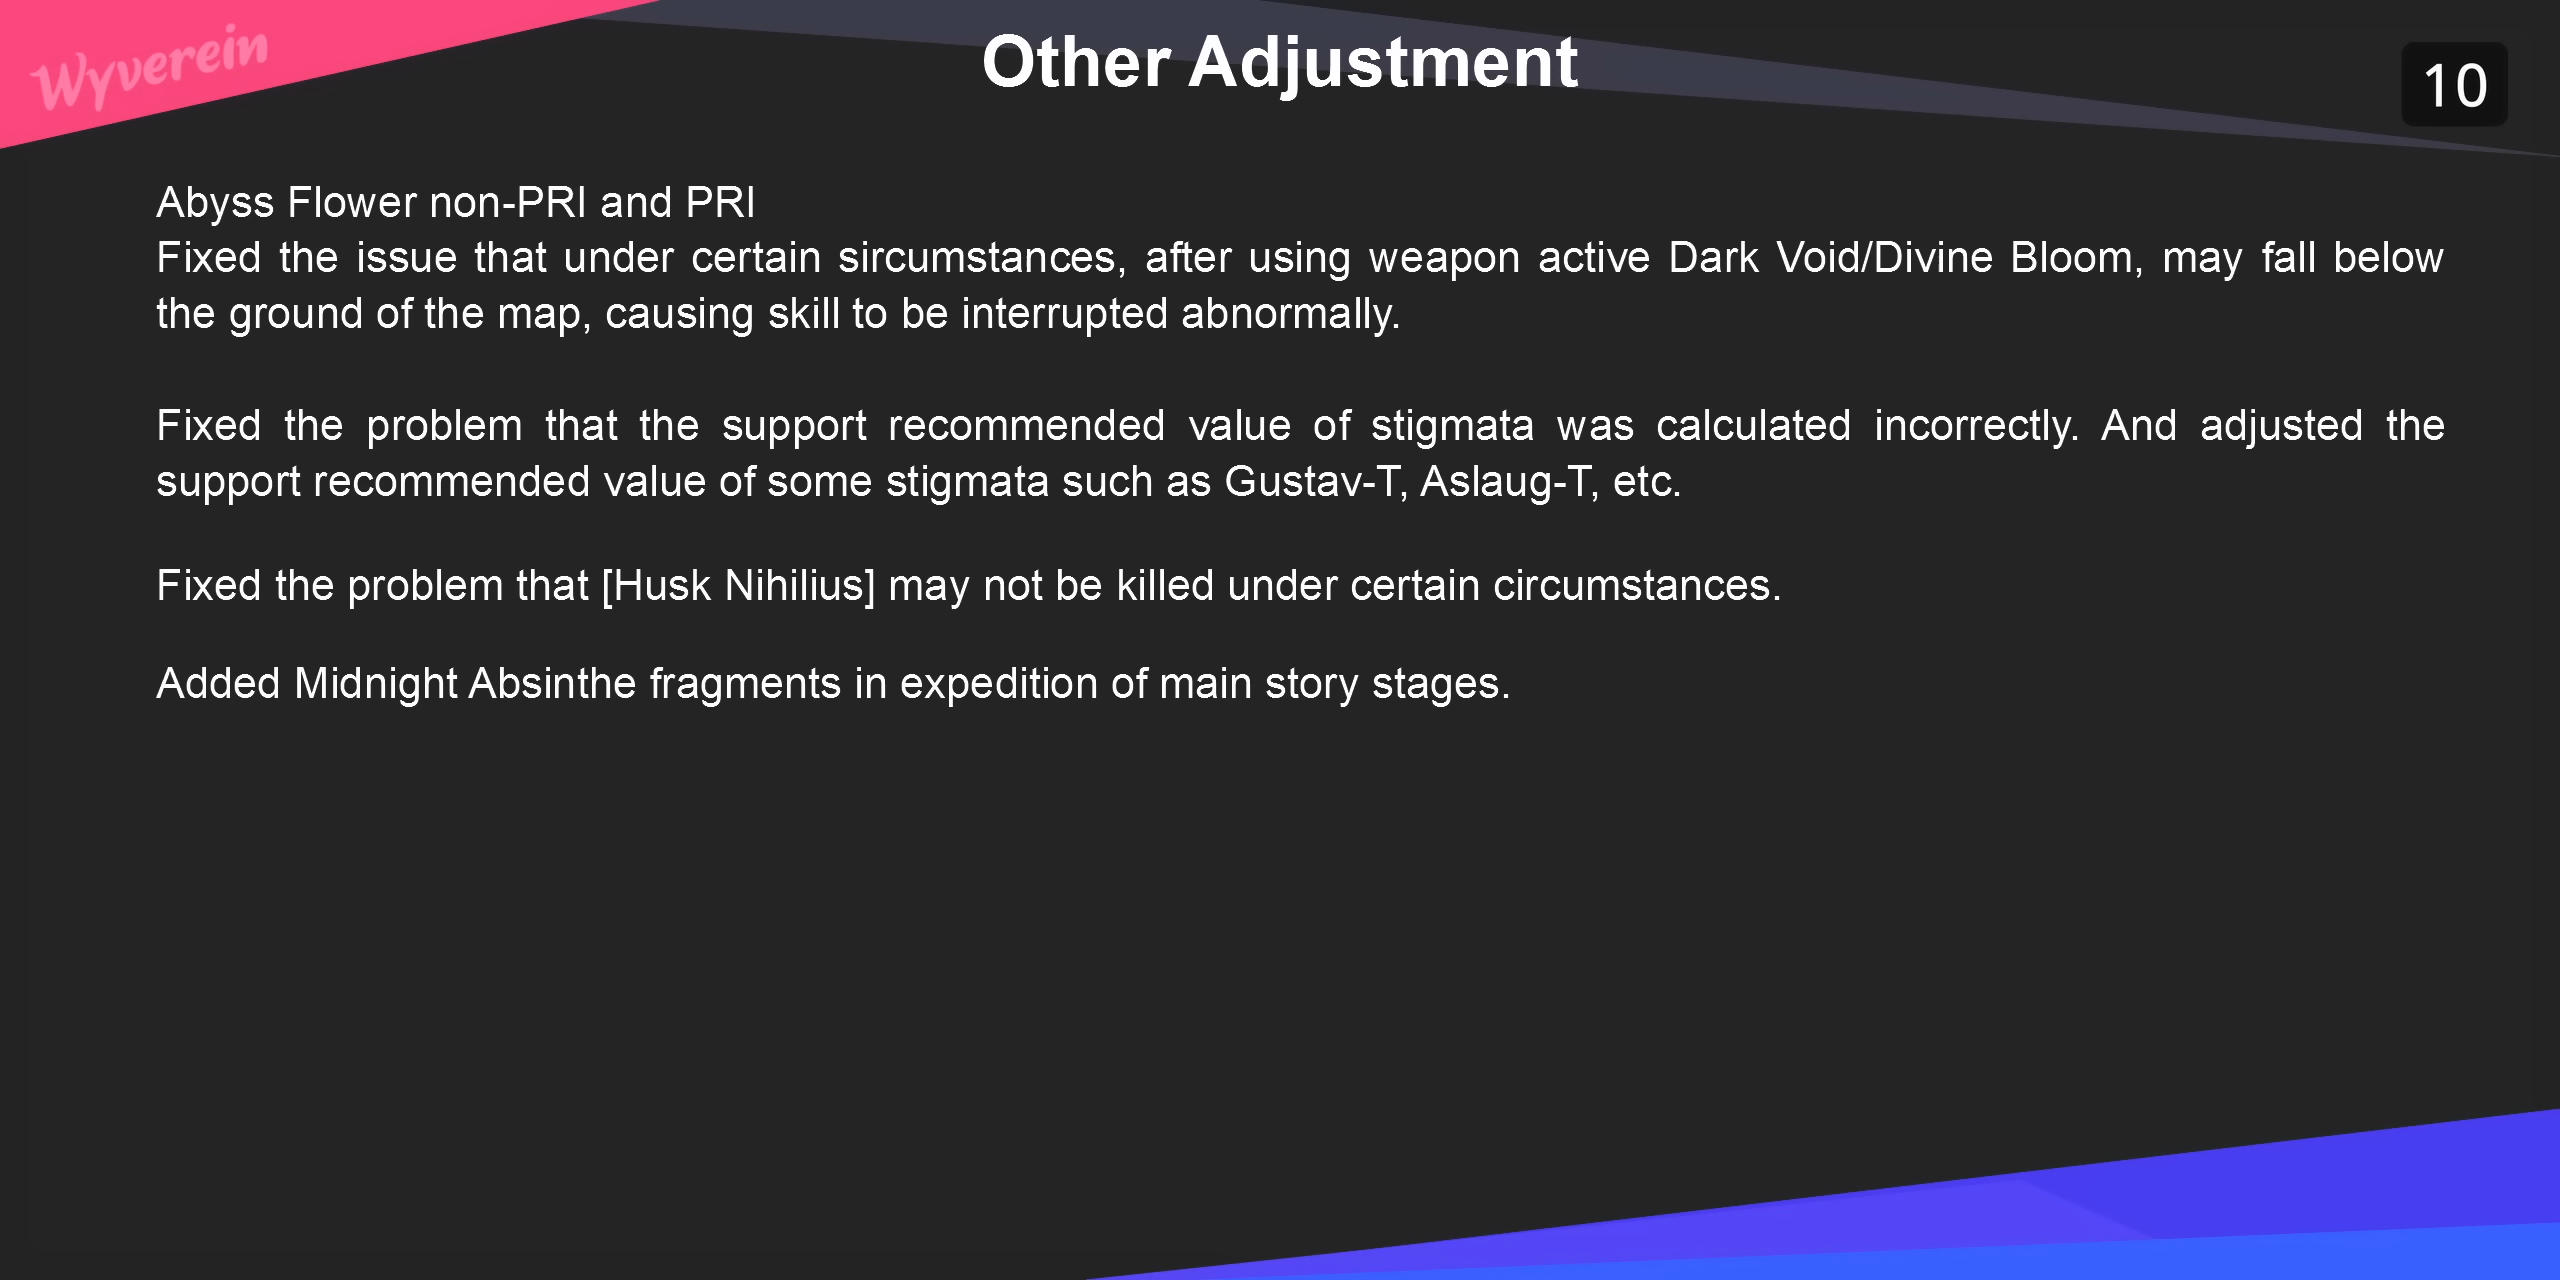 Wyverein
Other Adjustment
10
Abyss Flower non-PRI and PRI
Fixed the issue that under certain sircumstances, after using weapon active Dark Void/Divine Bloom, may fall below
the ground of the map, causing skill to be interrupted abnormally.
Fixed the problem that the support recommended value of stigmata was calculated incorrectly. And adjusted the
support recommended value of some stigmata such as Gustav-T, Aslaug-T, etc.
Fixed the problem that [Husk Nihilius] may not be killed under certain circumstances.
Added Midnight Absinthe fragments in expedition of main story stages.